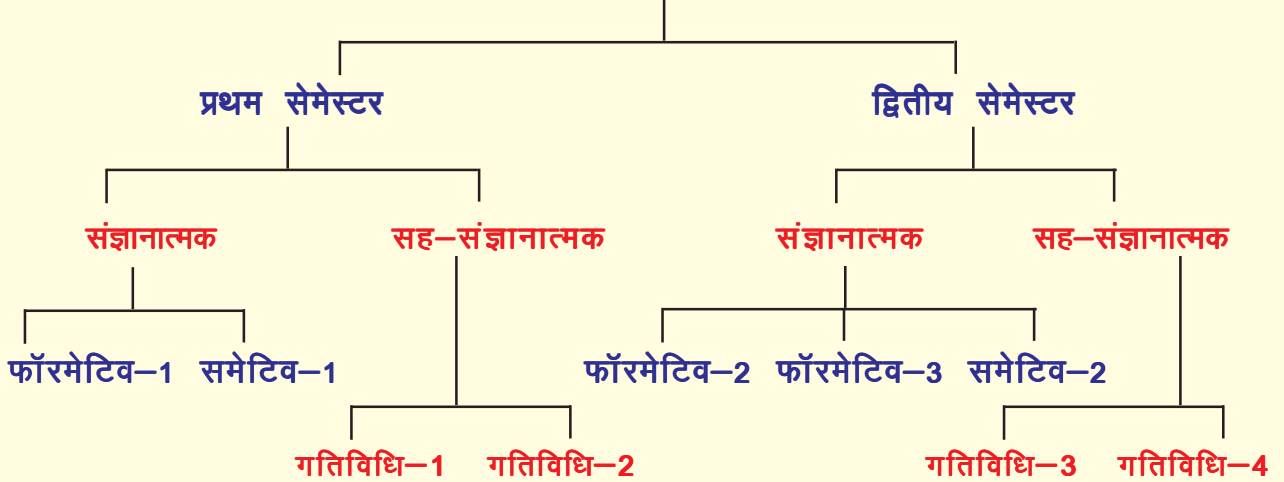 प्रथम सेमेस्टर द्वितीय सेमेस्टर
संज्ञानात्मक सह–संज्ञानात्मक संज्ञानात्मक सह–संज्ञानात्मक
फॉरमेटिव–1 समेटिव–1 फॉरमेटिव–2 फॉरमेटिव–3 समेटिव–2
गतिविधि–1 गतिविधि–2 गतिविधि–3 गतिविधि–4